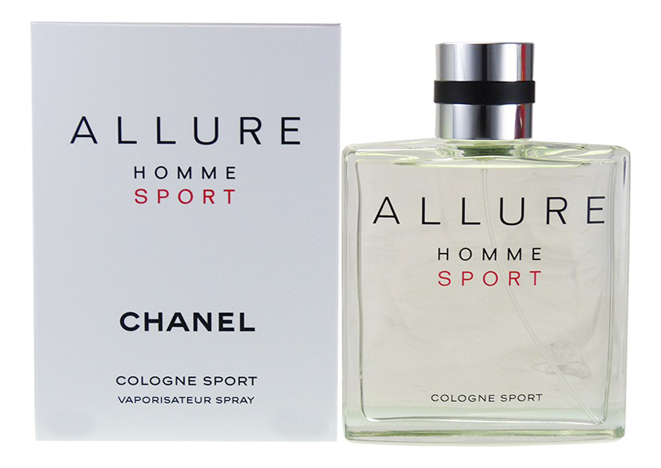 ALLURE
HOMME
SPORT
CHANEL
COLOGNE SPORT
VAPORISATEUR SPRAY
ALLURE
HOMME
SPORT
COLOGNE SPORT